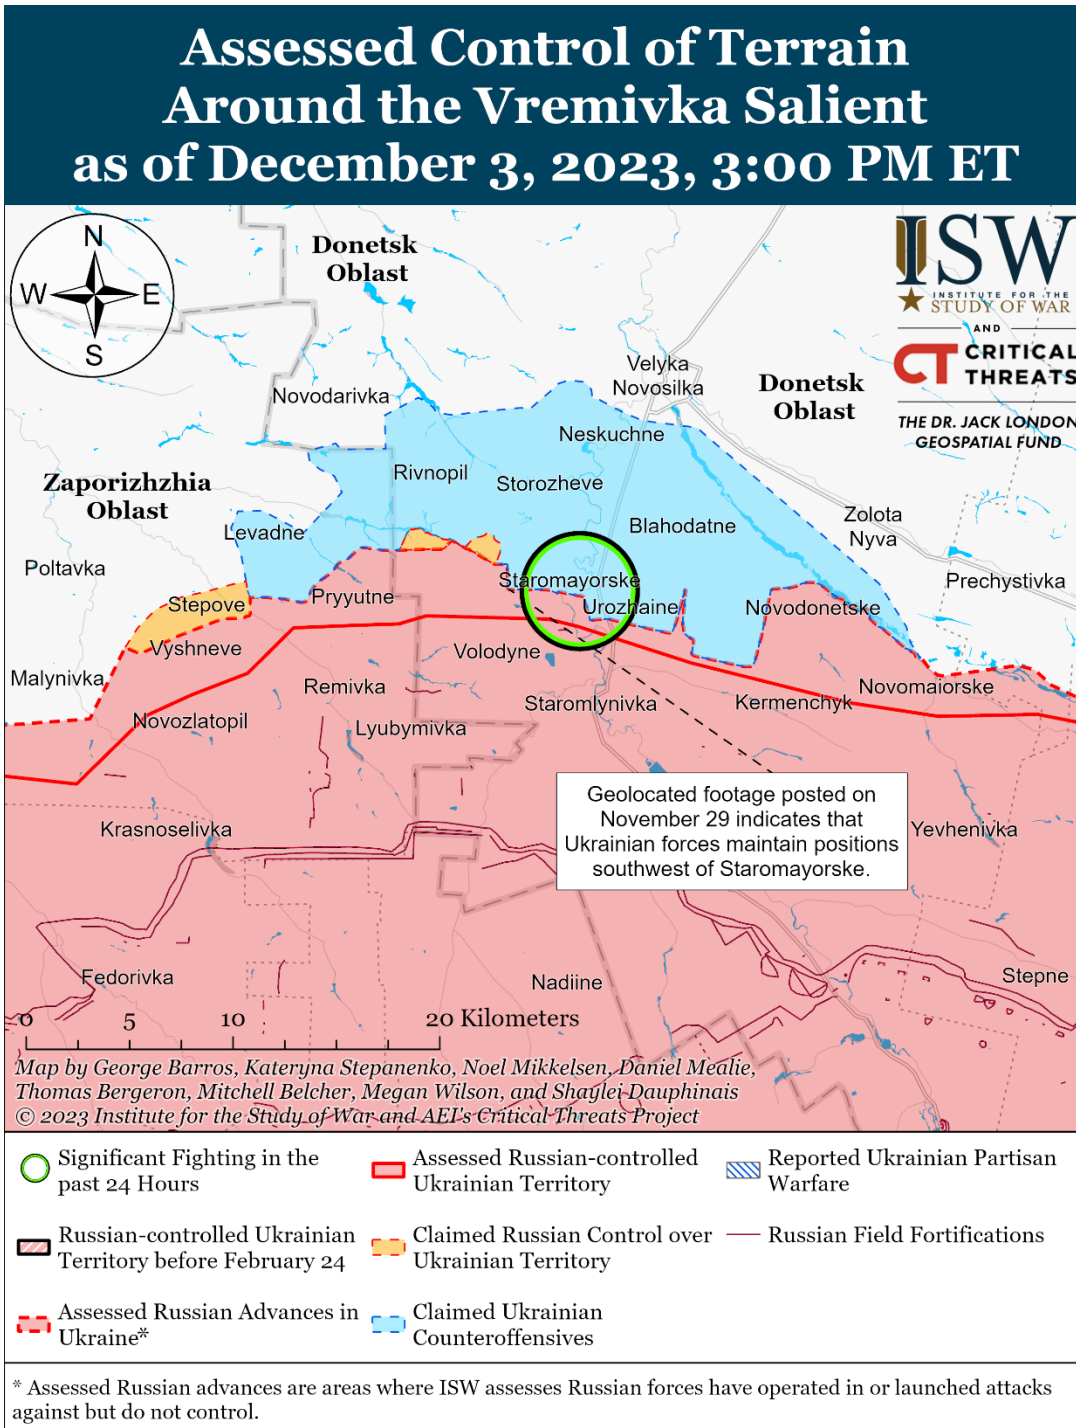 Assessed Control of Terrain
Around the Vremivka Salient
as of December 3, 2023, 3:00 PM ET
N
W
E
S
Donetsk
Oblast
ISW
INSTITUTE FOR THE
STUDY OF WAR
AND
CT CRITICAL
THREATS
THE DR. JACK LONDON
GEOSPATIAL FUND
Velyka
Novosilka
Donetsk
Oblast
Novodarivka
Neskuchne
Rivnopil
Storozheve
Zaporizhzhia
Oblast
Blahodatne
Zolota
Nyva
Levadne
Poltavka
Staromayorske
Prechystivka
Stepove
Pryyutne
Urozhaine
Novodonetske
Vyshneve
Volodyne
Malynivka
Remivka
Novomaiorske
Staromlynivka
Kermenchyk
Novozlatopil
Lyubymivka
Geolocated footage posted on
November 29 indicates that
Ukrainian forces maintain positions
southwest of Staromayorske.
Krasnoselivka
Yevhenivka
Fedorivka
Nadiine
Stepne
0 5 10 20 Kilometers
Map by George Barros, Kateryna Stepanenko, Noel Mikkelsen, Daniel Mealie,
Thomas Bergeron, Mitchell Belcher, Megan Wilson, and Shaylei Dauphinais
© 2023 Institute for the Study of War and AEI's Critical Threats Project
Significant Fighting in the
past 24 Hours
Assessed Russian-controlled
Ukrainian Territory
Reported Ukrainian Partisan
Warfare
Russian-controlled Ukrainian
Territory before February 24
Claimed Russian Control over
Ukrainian Territory
Russian Field Fortifications
Assessed Russian Advances in
Ukraine*
Claimed Ukrainian
Counteroffensives
* Assessed Russian advances are areas where ISW assesses Russian forces have operated in or launched attacks
against but do not control.